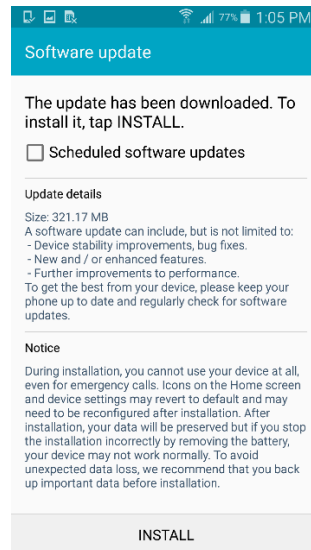 77% 1:05 PM
Software update
The update has been downloaded. To
install it, tap INSTALL.
Scheduled software updates
Update details
Size: 321.17 MB
A software update can include, but is not limited to:
- Device stability improvements, bug fixes.
- New and / or enhanced features.
- Further improvements to performance.
To get the best from your device, please keep your
phone up to date and regularly check for software
updates.
Notice
During installation, you cannot use your device at all,
even for emergency calls. Icons on the Home screen
and device settings may revert to default and may
need to be reconfigured after installation. After
installation, your data will be preserved but if you stop
the installation incorrectly by removing the battery,
your device may not work normally. To avoid
unexpected data loss, we recommend that you back
up important data before installation.
INSTALL